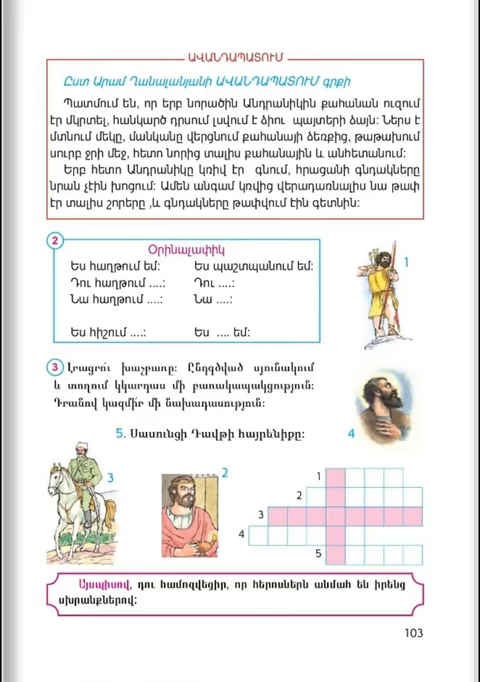 ԱՎԱՆԴԱՊԱՏՈՒՄ
Ըստ Արամ Ղանալանյանի ԱՎԱՆԴԱՊԱՏՈՒՄ գրքի
Պատմում են, որ երբ նորածին Անդրանիկին քահանան ուզում
էր մկրտել, հանկարծ դրսում լսվում է ձիու պայտերի ձայն: Ներս է
մտնում մեկը, մանկանը վերցնում քահանայի ձեռքից, թաթախում
սուրբ ջրի մեջ, հետո նորից տալիս քահանային և անհետանում:
Երբ հետո Անդրանիկը կռիվ էր գնում, հրացանի գնդակները
նրան չէին խոցում: Ամեն անգամ կռվից վերադառնալիս նա թափ
էր տալիս շորերը ,և գնդակները թափվում էին գետնին:
2
Օրինաչափիկ
Ես հաղթում եմ: Ես պաշտպանում եմ:
Դու հաղթում ....: Դու ....:
Նա հաղթում ....: Նա ....:
Ես հիշում ....: Ես .... եմ:
1
3 Լրացրո՛ւ խաչբառը: Ընդգծված սյունակում
և տողում կկարդաս մի բառակապակցություն:
Դրանով կազմի՛ր մի նախադասություն:
5. Սասունցի Դավթի հայրենիքը:
4
3
2
1
2
3
4
5
Այսպիսով, դու համոզվեցիր, որ հերոսներն անմահ են իրենց
սխրանքներով:
103